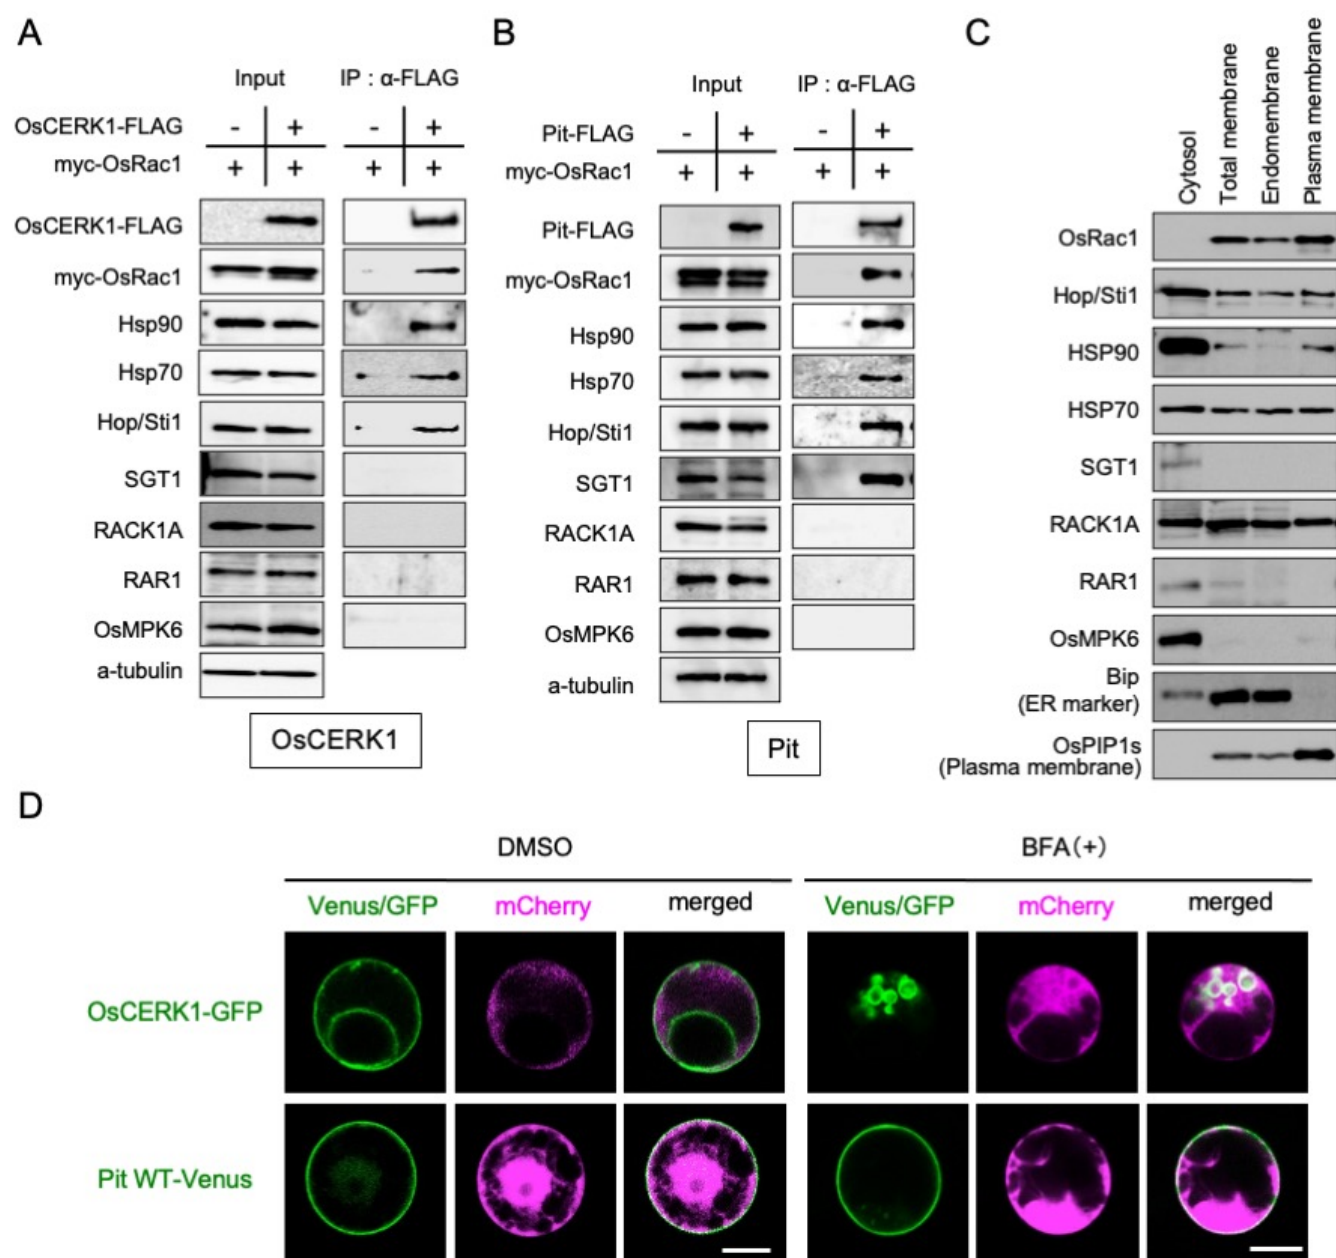 A
Input
IP : α-FLAG
OsCERK1-FLAG - + - +
myc-OsRac1 + + + +
OsCERK1-FLAG
myc-OsRac1
Hsp90
Hsp70
Hop/Sti1
SGT1
RACK1A
RAR1
OsMPK6
a-tubulin
OsCERK1
B
Input
IP : α-FLAG
Pit-FLAG - + - +
myc-OsRac1 + + + +
Pit-FLAG
myc-OsRac1
Hsp90
Hsp70
Hop/Sti1
SGT1
RACK1A
RAR1
OsMPK6
a-tubulin
Pit
C
Cytosol
Total membrane
Endomembrane
Plasma membrane
OsRac1
Hop/Sti1
HSP90
HSP70
SGT1
RACK1A
RAR1
OsMPK6
Bip
(ER marker)
OsPIP1s
(Plasma membrane)
D
DMSO
BFA(+)
Venus/GFP mCherry merged Venus/GFP mCherry merged
OsCERK1-GFP
Pit WT-Venus